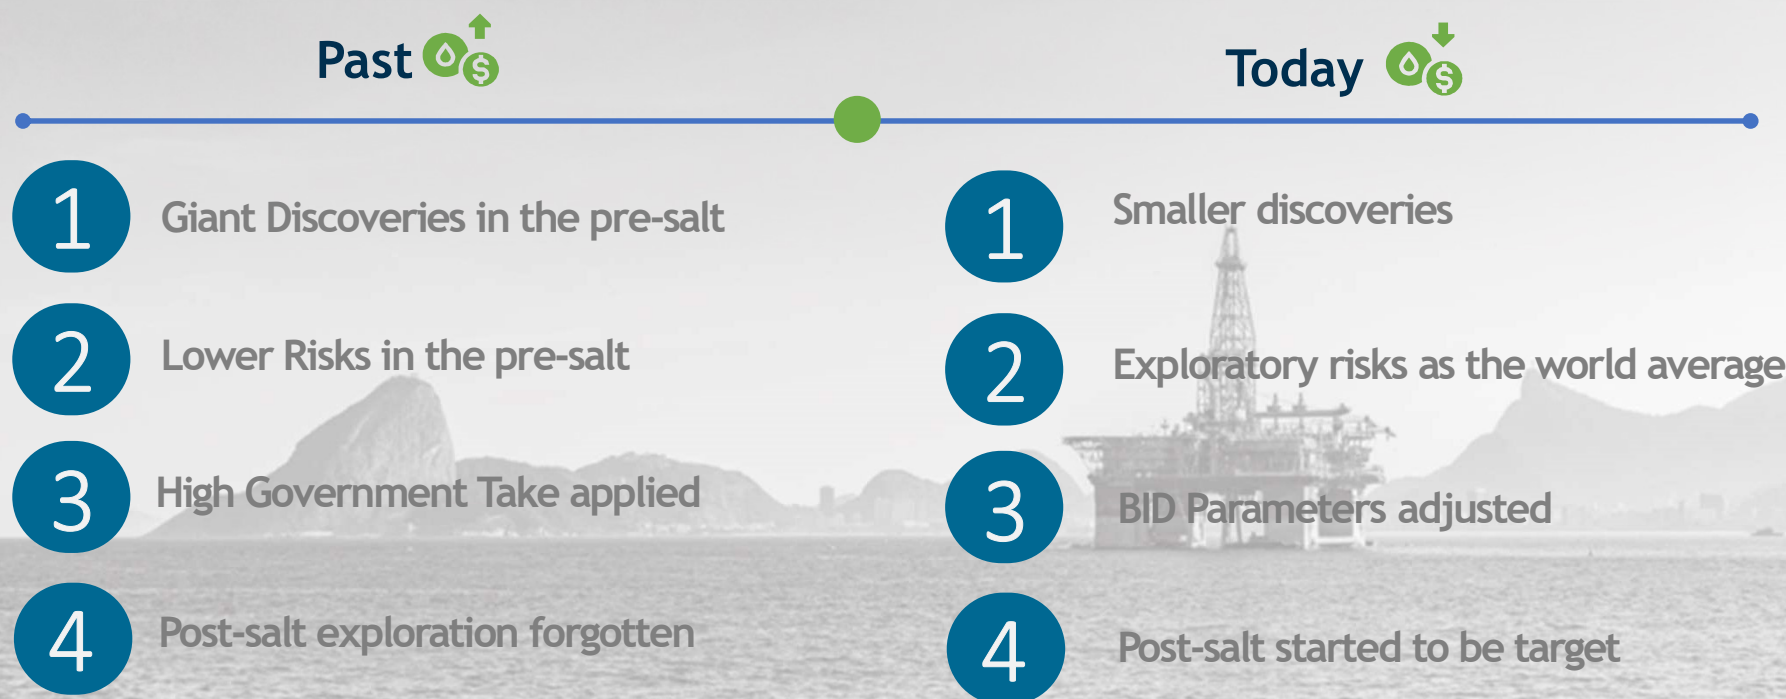 Past
$
Today
$
1
Giant Discoveries in the pre-salt
2
Lower Risks in the pre-salt
3
High Government Take applied
4
Post-salt exploration forgotten
1
Smaller discoveries
2
Exploratory risks as the world average
3
BID Parameters adjusted
4
Post-salt started to be target